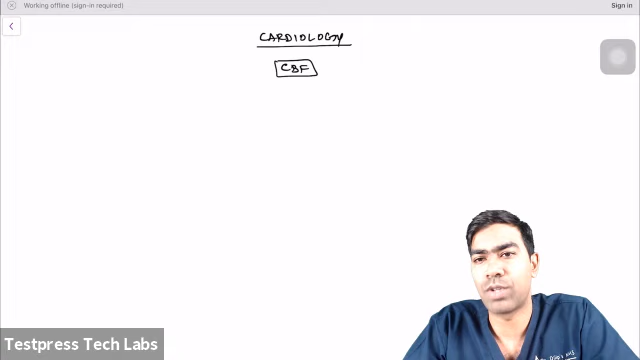 Working offline (sign-in required)
Sign in
CARDIOLOGY
CBF
Testpress Tech Labs